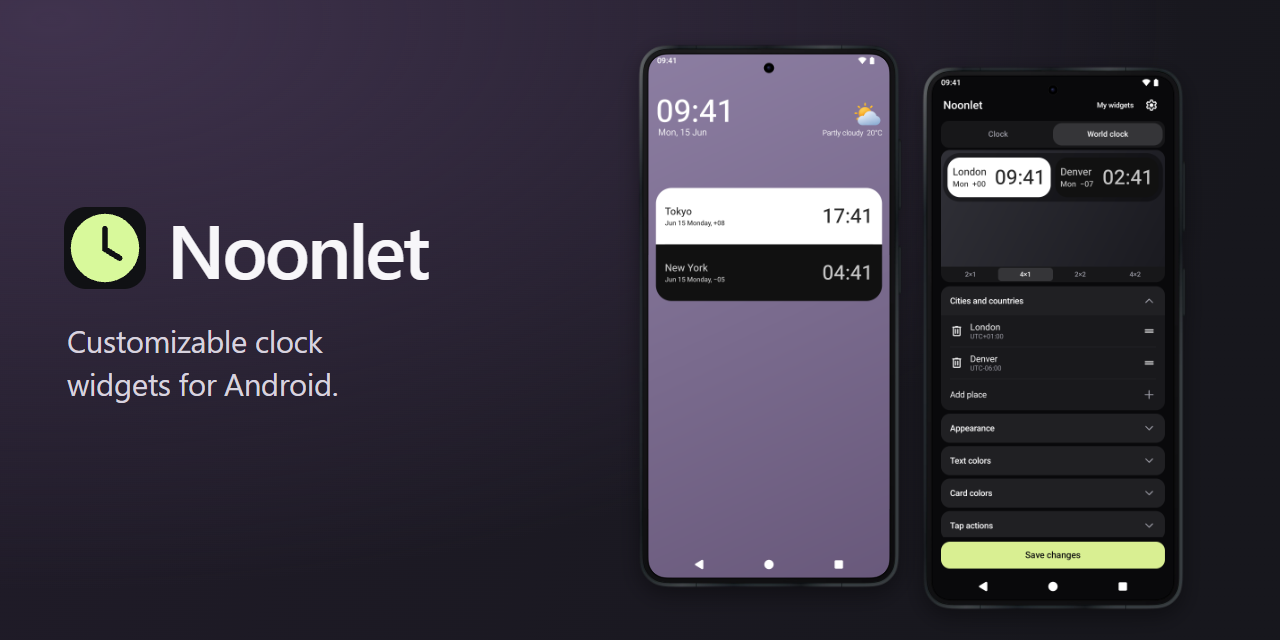 Noonlet
Customizable clock
widgets for Android.
09:41
09:41
Mon, 15 Jun
Partly cloudy 20°C
Tokyo
Jun 15 Monday, +08
17:41
New York
Jun 15 Monday, −05
04:41
09:41
Noonlet
My widgets
Clock
World clock
London
Mon +00
09:41
Denver
Mon −07
02:41
2×1
4×1
2×2
4×2
Cities and countries
London
UTC+01:00
Denver
UTC-06:00
Add place
Appearance
Text colors
Card colors
Tap actions
Save changes